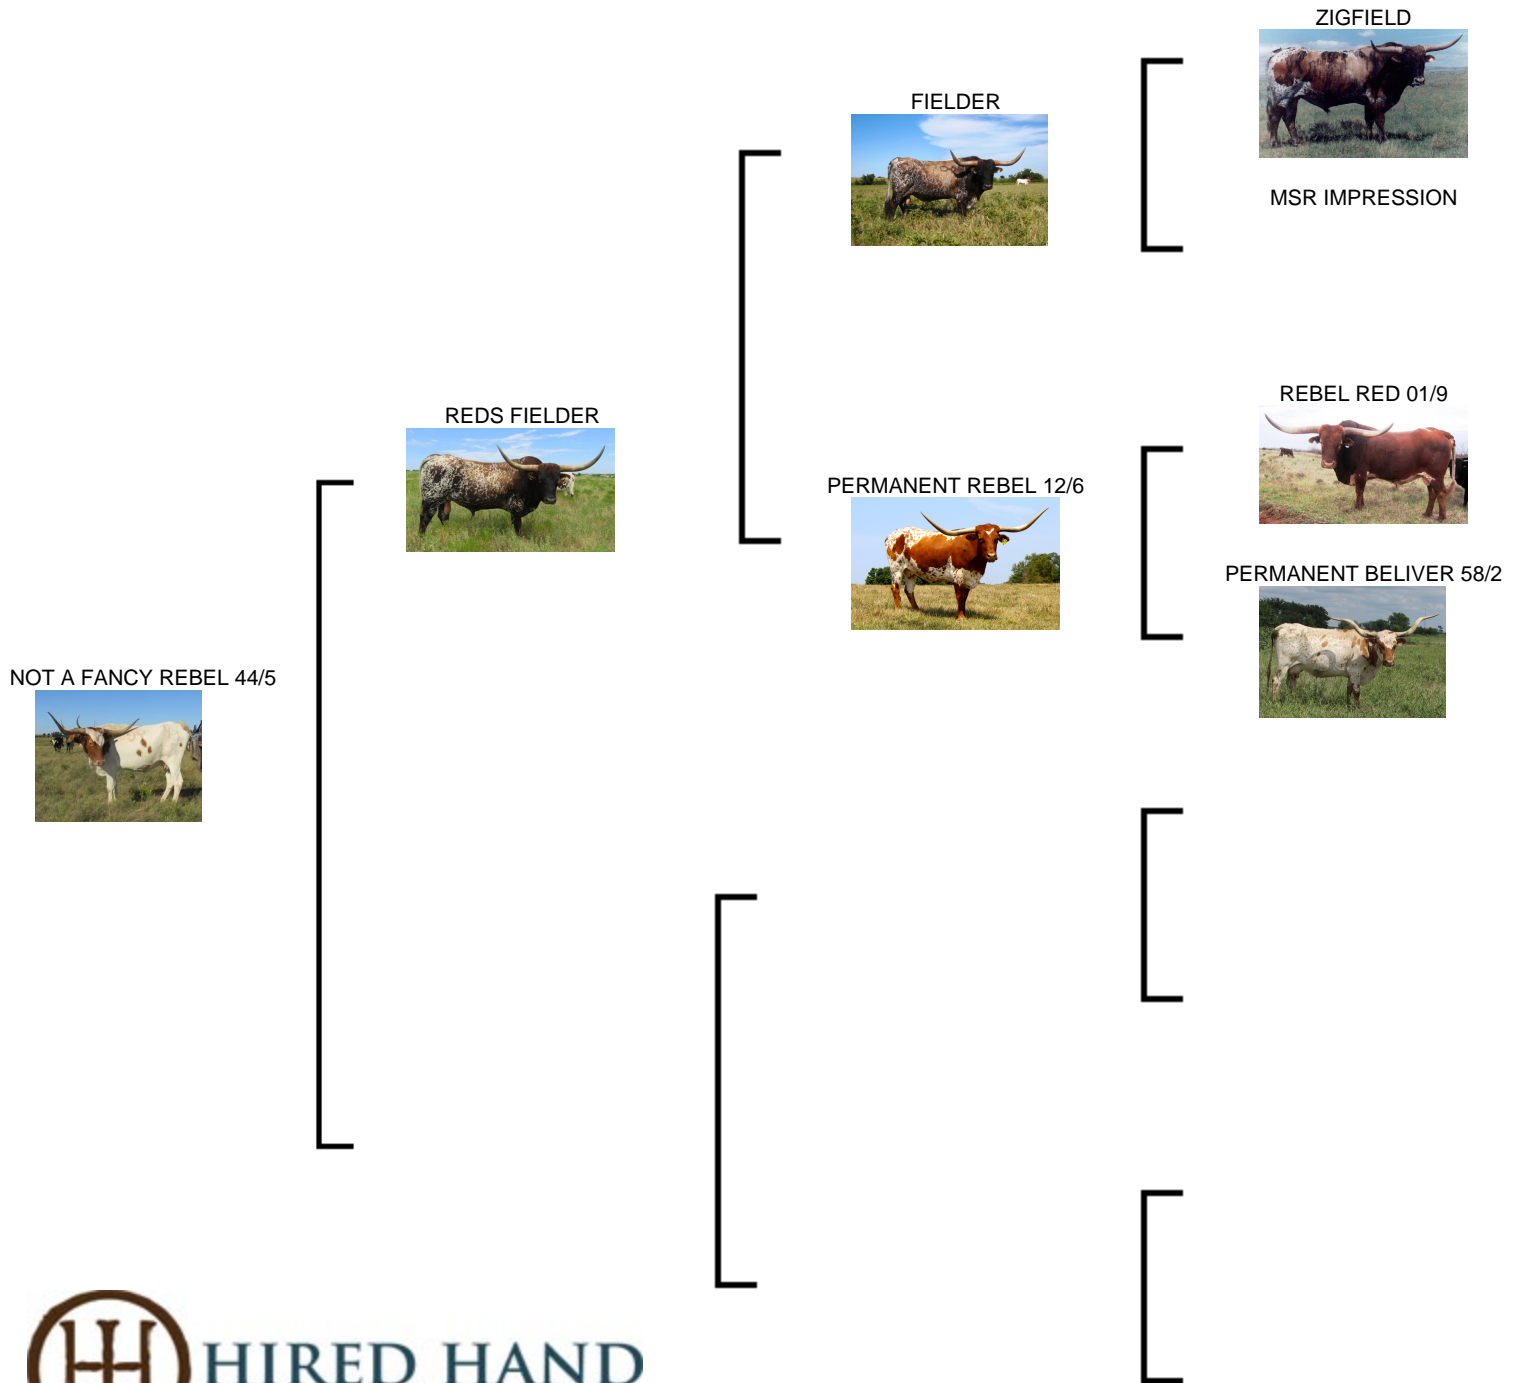 ZIGFIELD
FIELDER
MSR IMPRESSION
REBEL RED 01/9
REDS FIELDER
PERMANENT REBEL 12/6
PERMANENT BELIVER 58/2
NOT A FANCY REBEL 44/5
HIRED HAND